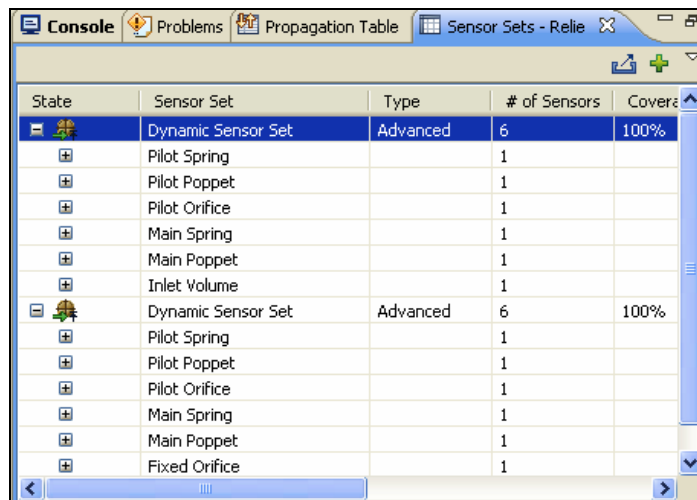 Console Problems Propagation Table Sensor Sets - Relie
State Sensor Set Type # of Sensors Covera
Dynamic Sensor Set Advanced 6 100%
Pilot Spring 1
Pilot Poppet 1
Pilot Orifice 1
Main Spring 1
Main Poppet 1
Inlet Volume 1
Dynamic Sensor Set Advanced 6 100%
Pilot Spring 1
Pilot Poppet 1
Pilot Orifice 1
Main Spring 1
Main Poppet 1
Fixed Orifice 1